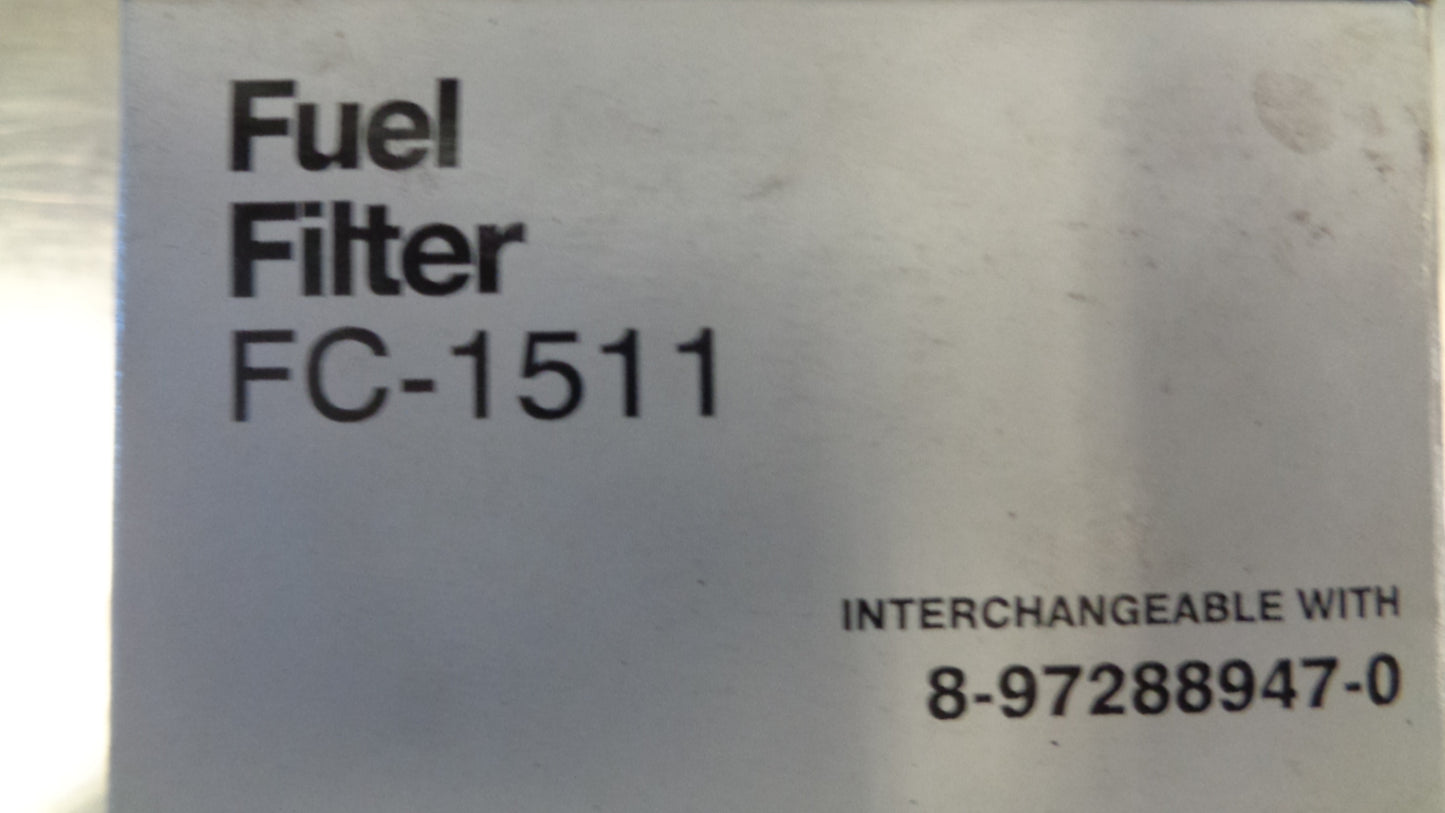 Fuel
Filter
FC-1511
INTERCHANGEABLE WITH
8-97288947-0